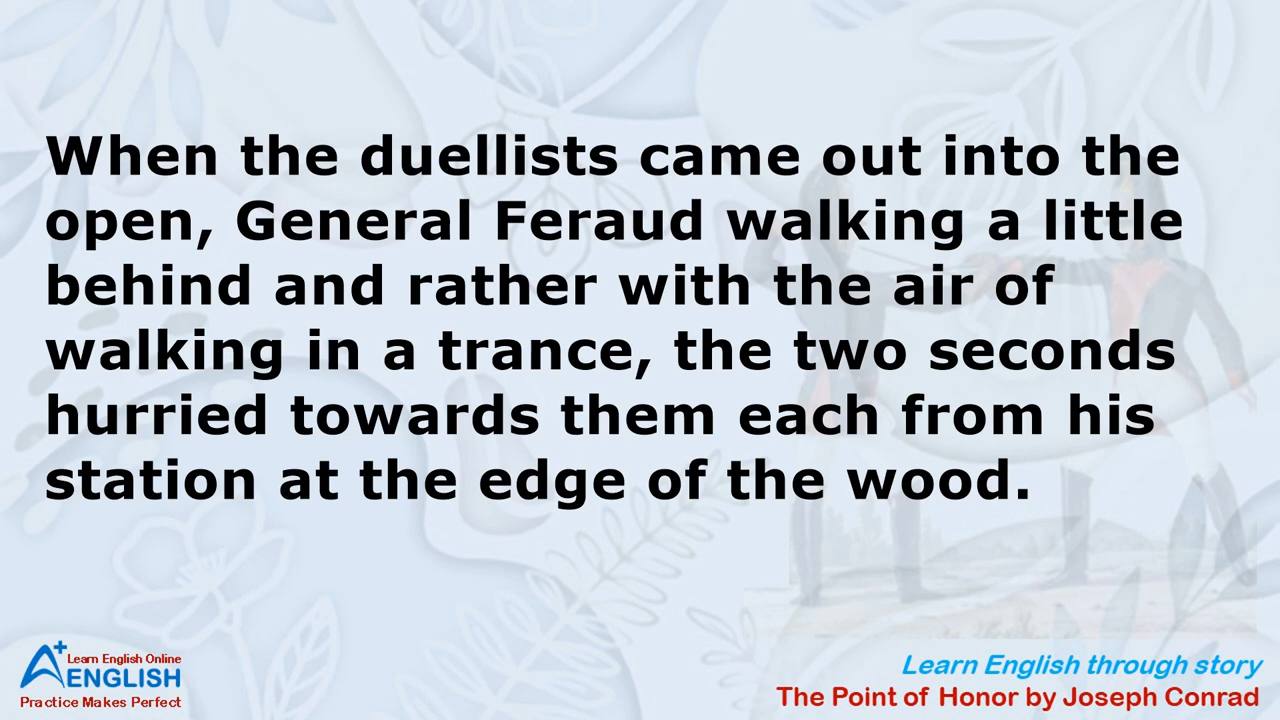 When the duellists came out into the
open, General Feraud walking a little
behind and rather with the air of
walking in a trance, the two seconds
hurried towards them each from his
station at the edge of the wood.
A+ Learn English Online
ENGLISH
Practice Makes Perfect
Learn English through story
The Point of Honor by Joseph Conrad